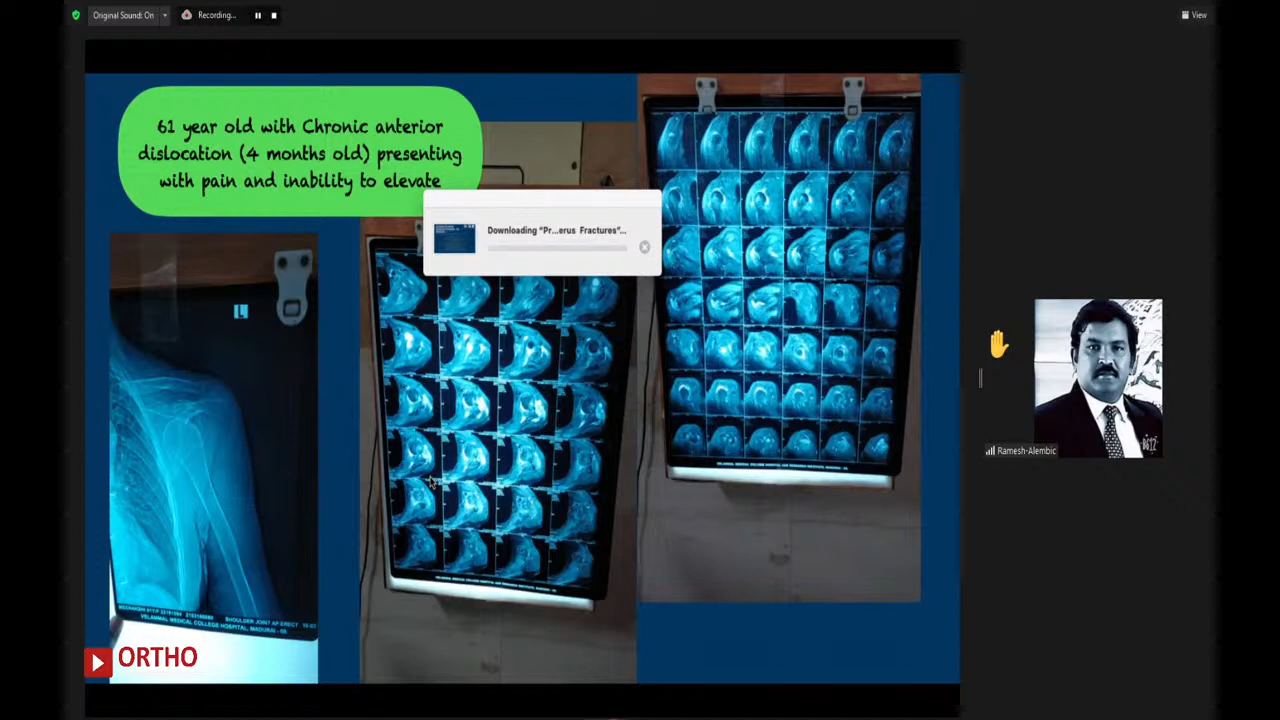 Original Sound: On
Recording...
View
61 year old with Chronic anterior
dislocation (4 months old) presenting
with pain and inability to elevate
Downloading “Pr...erus Fractures”...
L
SHOULDER JOINT AP ERECT
VELAMMAL MEDICAL COLLEGE HOSPITAL, MADURAI - 09.
ORTHO
Ramesh-Alembic